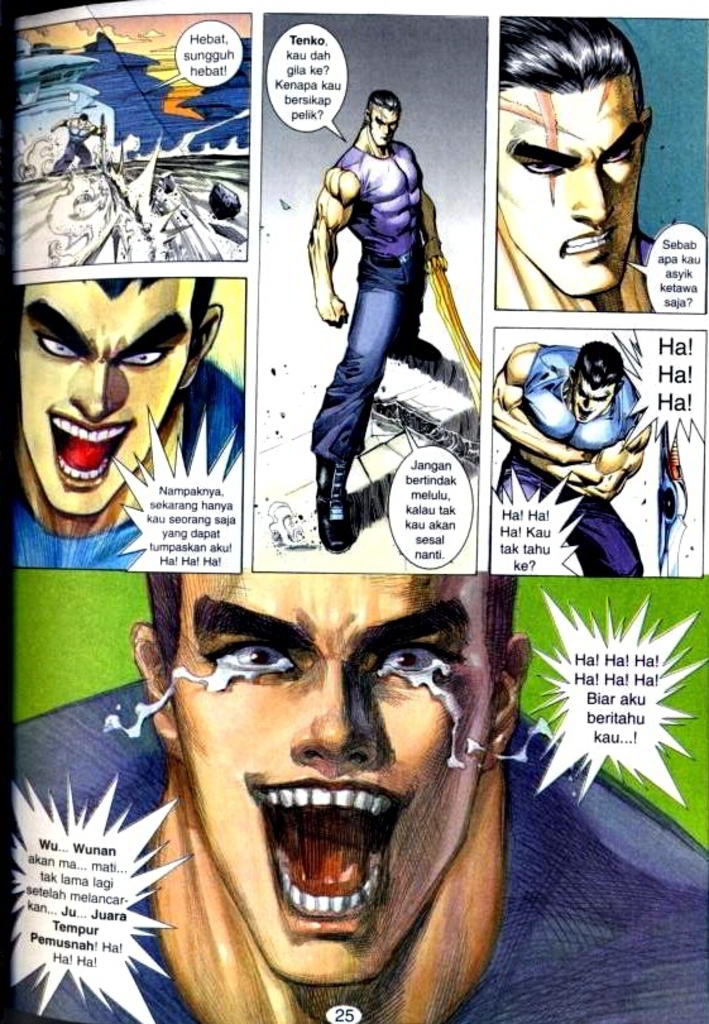 Hebat,
sungguh
hebat!
Nampaknya,
sekarang hanya
kau seorang saja
yang dapat
tumpaskan aku!
Ha! Ha! Ha!
Tenko,
kau dah
gila ke?
Kenapa kau
bersikap
pelik?
Jangan
bertindak
melulu,
kalau tak
kau akan
sesal
nanti.
Sebab
apa kau
asyik
ketawa
saja?
Ha!
Ha!
Ha!
Ha! Ha!
Ha! Kau
tak tahu
ke?
Ha! Ha! Ha!
Ha! Ha! Ha!
Biar aku
beritahu
kau...!
Wu... Wunan
akan ma... mati...
tak lama lagi
setelah melancar-
kan... Ju... Juara
Tempur
Pemusnah! Ha!
Ha! Ha!
25